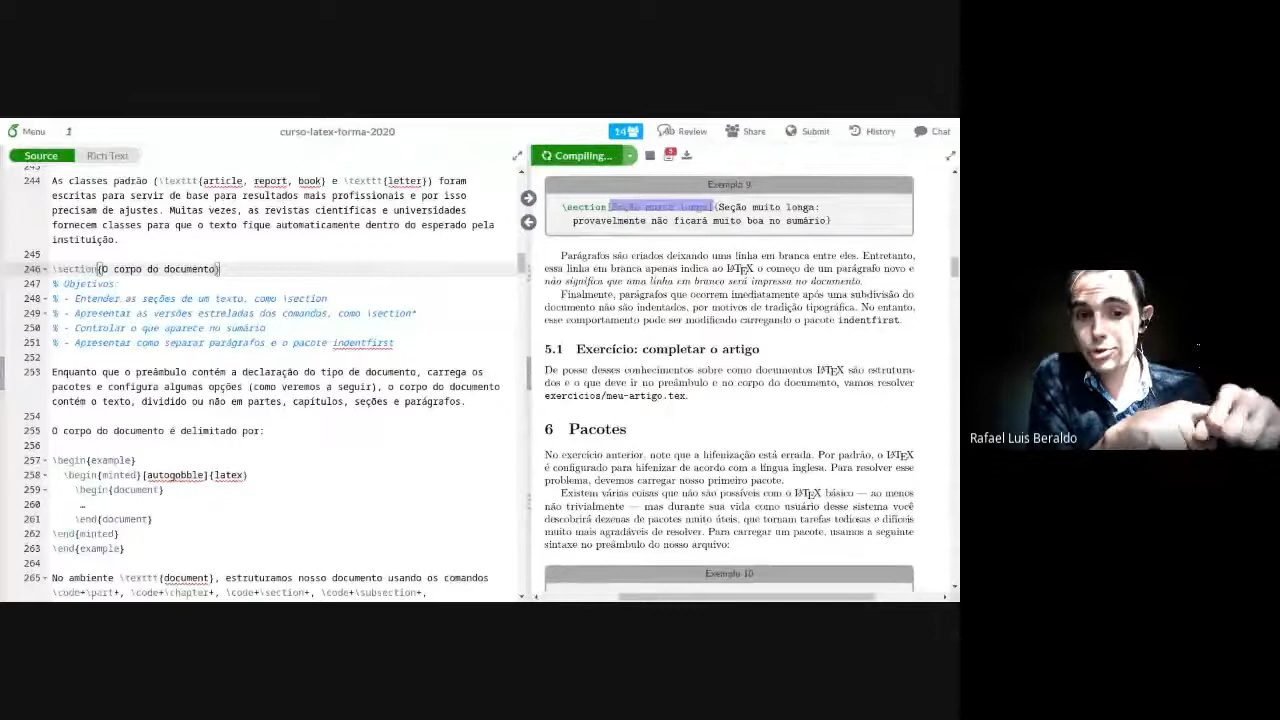 Menu
curso-latex-forma-2020
14
Review
Share
Submit
History
Chat
Source
Rich Text
Compiling...
3
243
244 As classes padrão (\texttt{article, report, book} e \texttt{letter}) foram
escritas para servir de base para resultados mais profissionais e por isso
precisam de ajustes. Muitas vezes, as revistas científicas e universidades
fornecem classes para que o texto fique automaticamente dentro do esperado pela
instituição.
245
246 \section{O corpo do documento}
247 % Objetivos:
248 % - Entender as seções de um texto, como \section
249 % - Apresentar as versões estreladas dos comandos, como \section*
250 % - Controlar o que aparece no sumário
251 % - Apresentar como separar parágrafos e o pacote indentfirst
252
253 Enquanto que o preâmbulo contém a declaração do tipo de documento, carrega os
pacotes e configura algumas opções (como veremos a seguir), o corpo do documento
contém o texto, dividido ou não em partes, capítulos, seções e parágrafos.
254
255 O corpo do documento é delimitado por:
256
257 \begin{example}
258 \begin{minted}[autogobble]{latex}
259 \begin{document}
260 …
261 \end{document}
262 \end{minted}
263 \end{example}
264
265 No ambiente \texttt{document}, estruturamos nosso documento usando os comandos
\code+\part+, \code+\chapter+, \code+\section+, \code+\subsection+,
Exemplo 9
\section[Seção muito longa]{Seção muito longa:
provavelmente não ficará muito boa no sumário}
Parágrafos são criados deixando uma linha em branca entre eles. Entretanto,
essa linha em branca apenas indica ao LATEX o começo de um parágrafo novo e
não significa que uma linha em branco será impressa no documento.
Finalmente, parágrafos que ocorrem imediatamente após uma subdivisão do
documento não são indentados, por motivos de tradição tipográfica. No entanto,
esse comportamento pode ser modificado carregando o pacote indentfirst.
5.1 Exercício: completar o artigo
De posse desses conhecimentos sobre como documentos LATEX são estrutura-
dos e o que deve ir no preâmbulo e no corpo do documento, vamos resolver
exercicios/meu-artigo.tex.
6 Pacotes
No exercício anterior, note que a hifenização está errada. Por padrão, o LATEX
é configurado para hifenizar de acordo com a língua inglesa. Para resolver esse
problema, devemos carregar nosso primeiro pacote.
Existem várias coisas que não são possíveis com o LATEX básico — ao menos
não trivialmente — mas durante sua vida como usuário desse sistema você
descobrirá dezenas de pacotes muito úteis, que tornam tarefas tediosas e difíceis
muito mais agradáveis de resolver. Para carregar um pacote, usamos a seguinte
sintaxe no preâmbulo do nosso arquivo:
Exemplo 10
Rafael Luis Beraldo